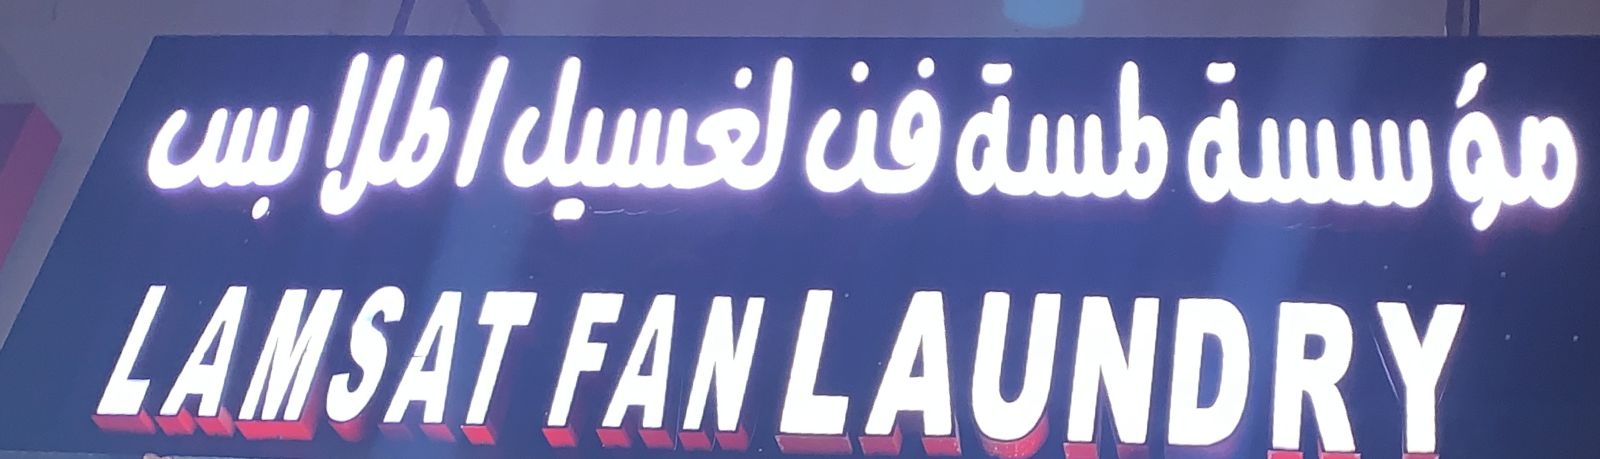 مؤسسة لمسة فن لغسيل الملابس
LAMSAT FAN LAUNDRY